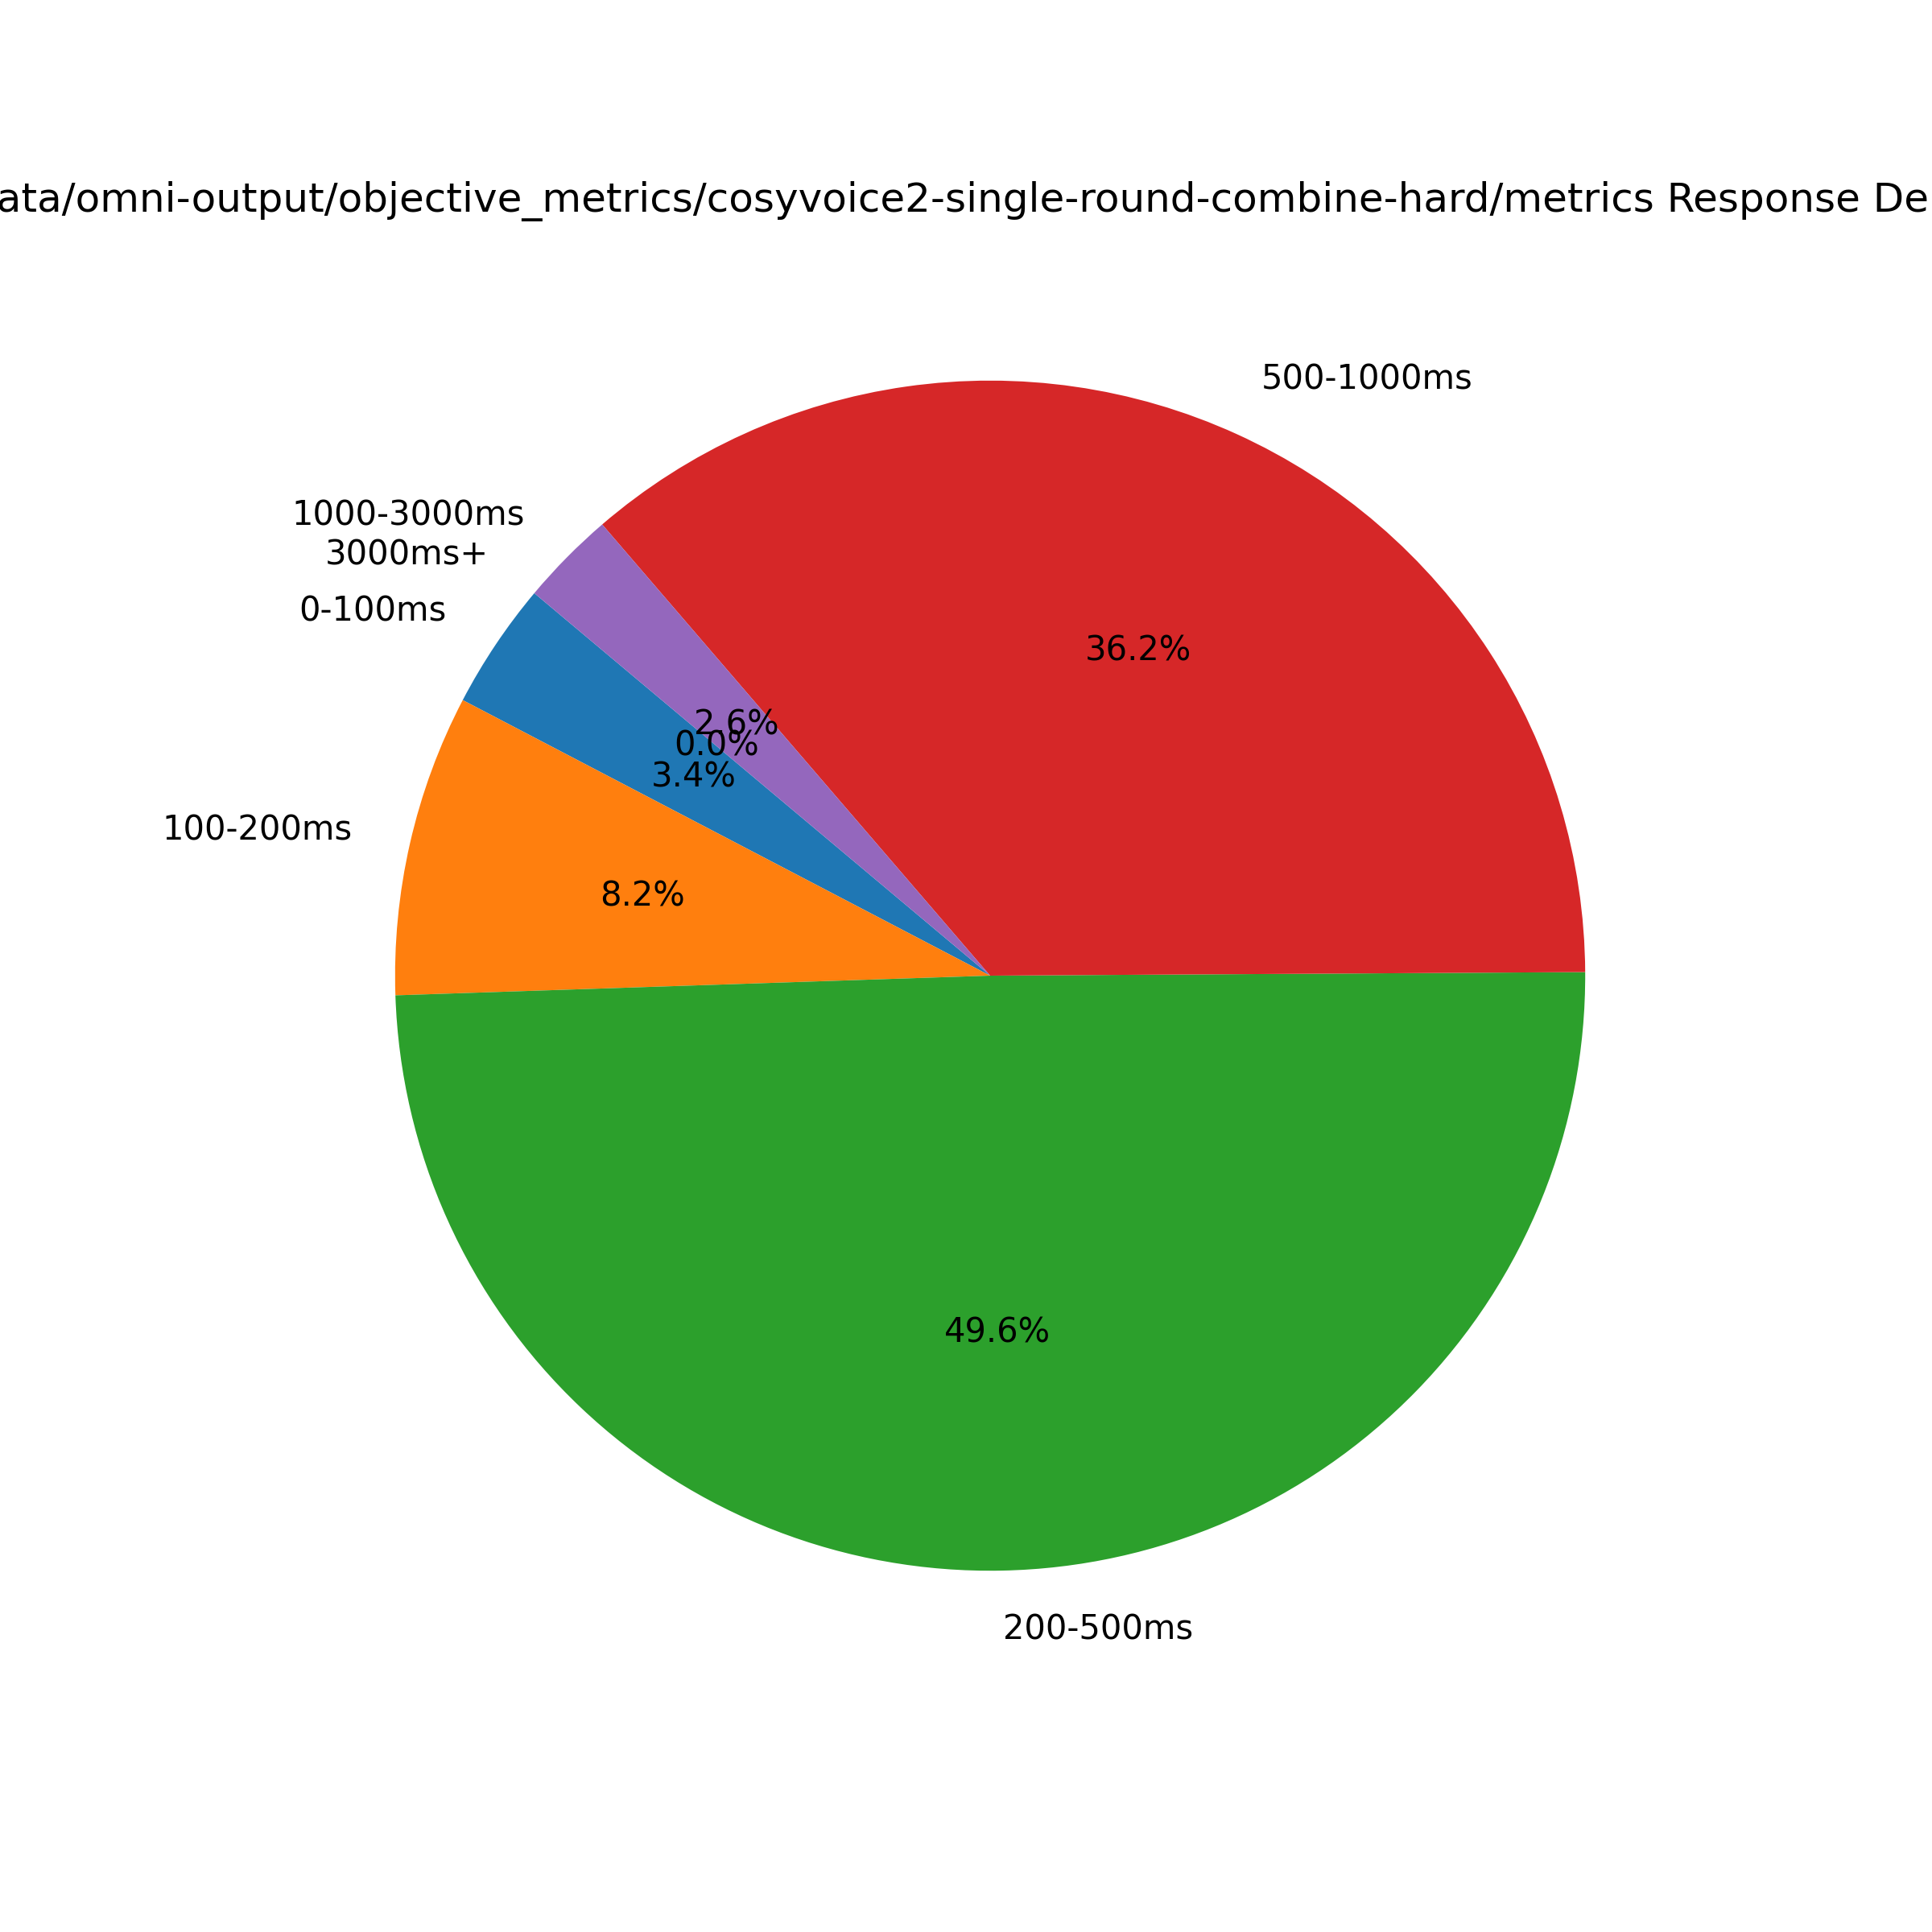 ata/omni-output/objective_metrics/cosyvoice2-single-round-combine-hard/metrics Response De
500-1000ms
1000-3000ms
3000ms+
0-100ms
36.2%
2.6%
0.0%
3.4%
100-200ms
8.2%
49.6%
200-500ms